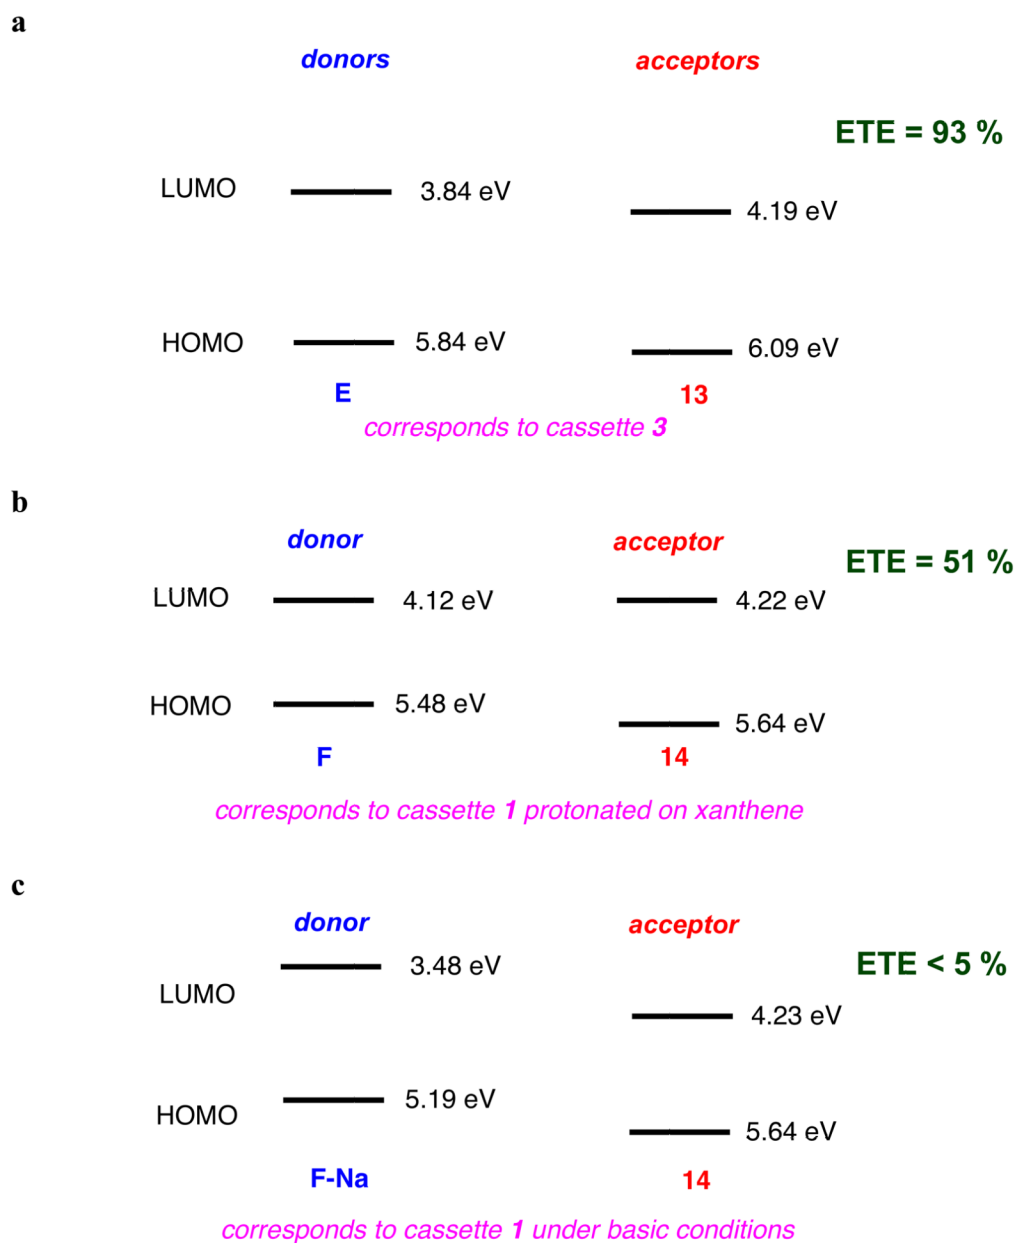 a
donors acceptors
ETE = 93 %
LUMO 3.84 eV 4.19 eV
HOMO 5.84 eV 6.09 eV
E 13
corresponds to cassette 3
b
donor acceptor
ETE = 51 %
LUMO 4.12 eV 4.22 eV
HOMO 5.48 eV 5.64 eV
F 14
corresponds to cassette 1 protonated on xanthene
c
donor acceptor
ETE < 5 %
LUMO 3.48 eV 4.23 eV
HOMO 5.19 eV 5.64 eV
F-Na 14
corresponds to cassette 1 under basic conditions